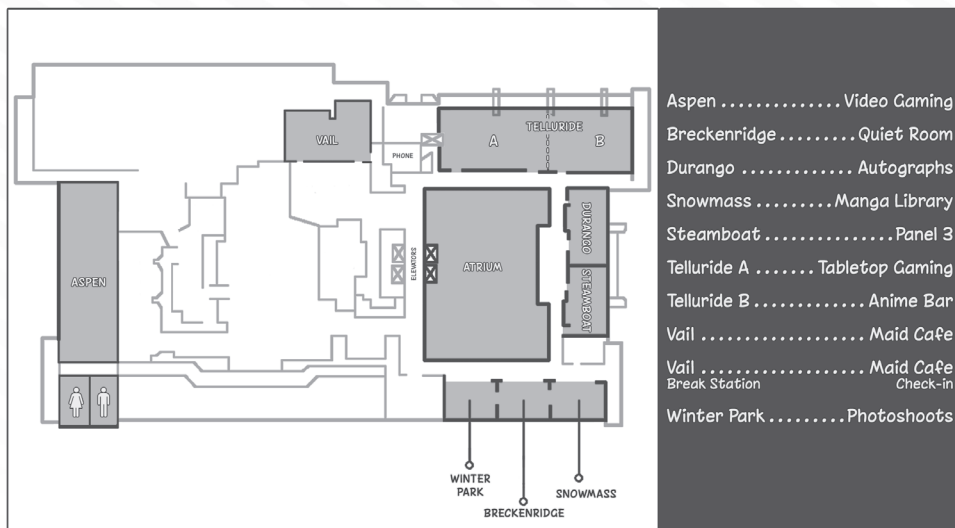 VAIL
PHONE
TELLURIDE
A
B
ASPEN
ELEVATORS
ATRIUM
DURANGO
STEAMBOAT
WINTER
PARK
BRECKENRIDGE
SNOWMASS
Aspen .............. Video Gaming
Breckenridge ......... Quiet Room
Durango .............. Autographs
Snowmass ......... Manga Library
Steamboat ............... Panel 3
Telluride A ....... Tabletop Gaming
Telluride B ............. Anime Bar
Vail .................... Maid Cafe
Vail .................... Maid Cafe
Break Station Check-in
Winter Park ......... Photoshoots